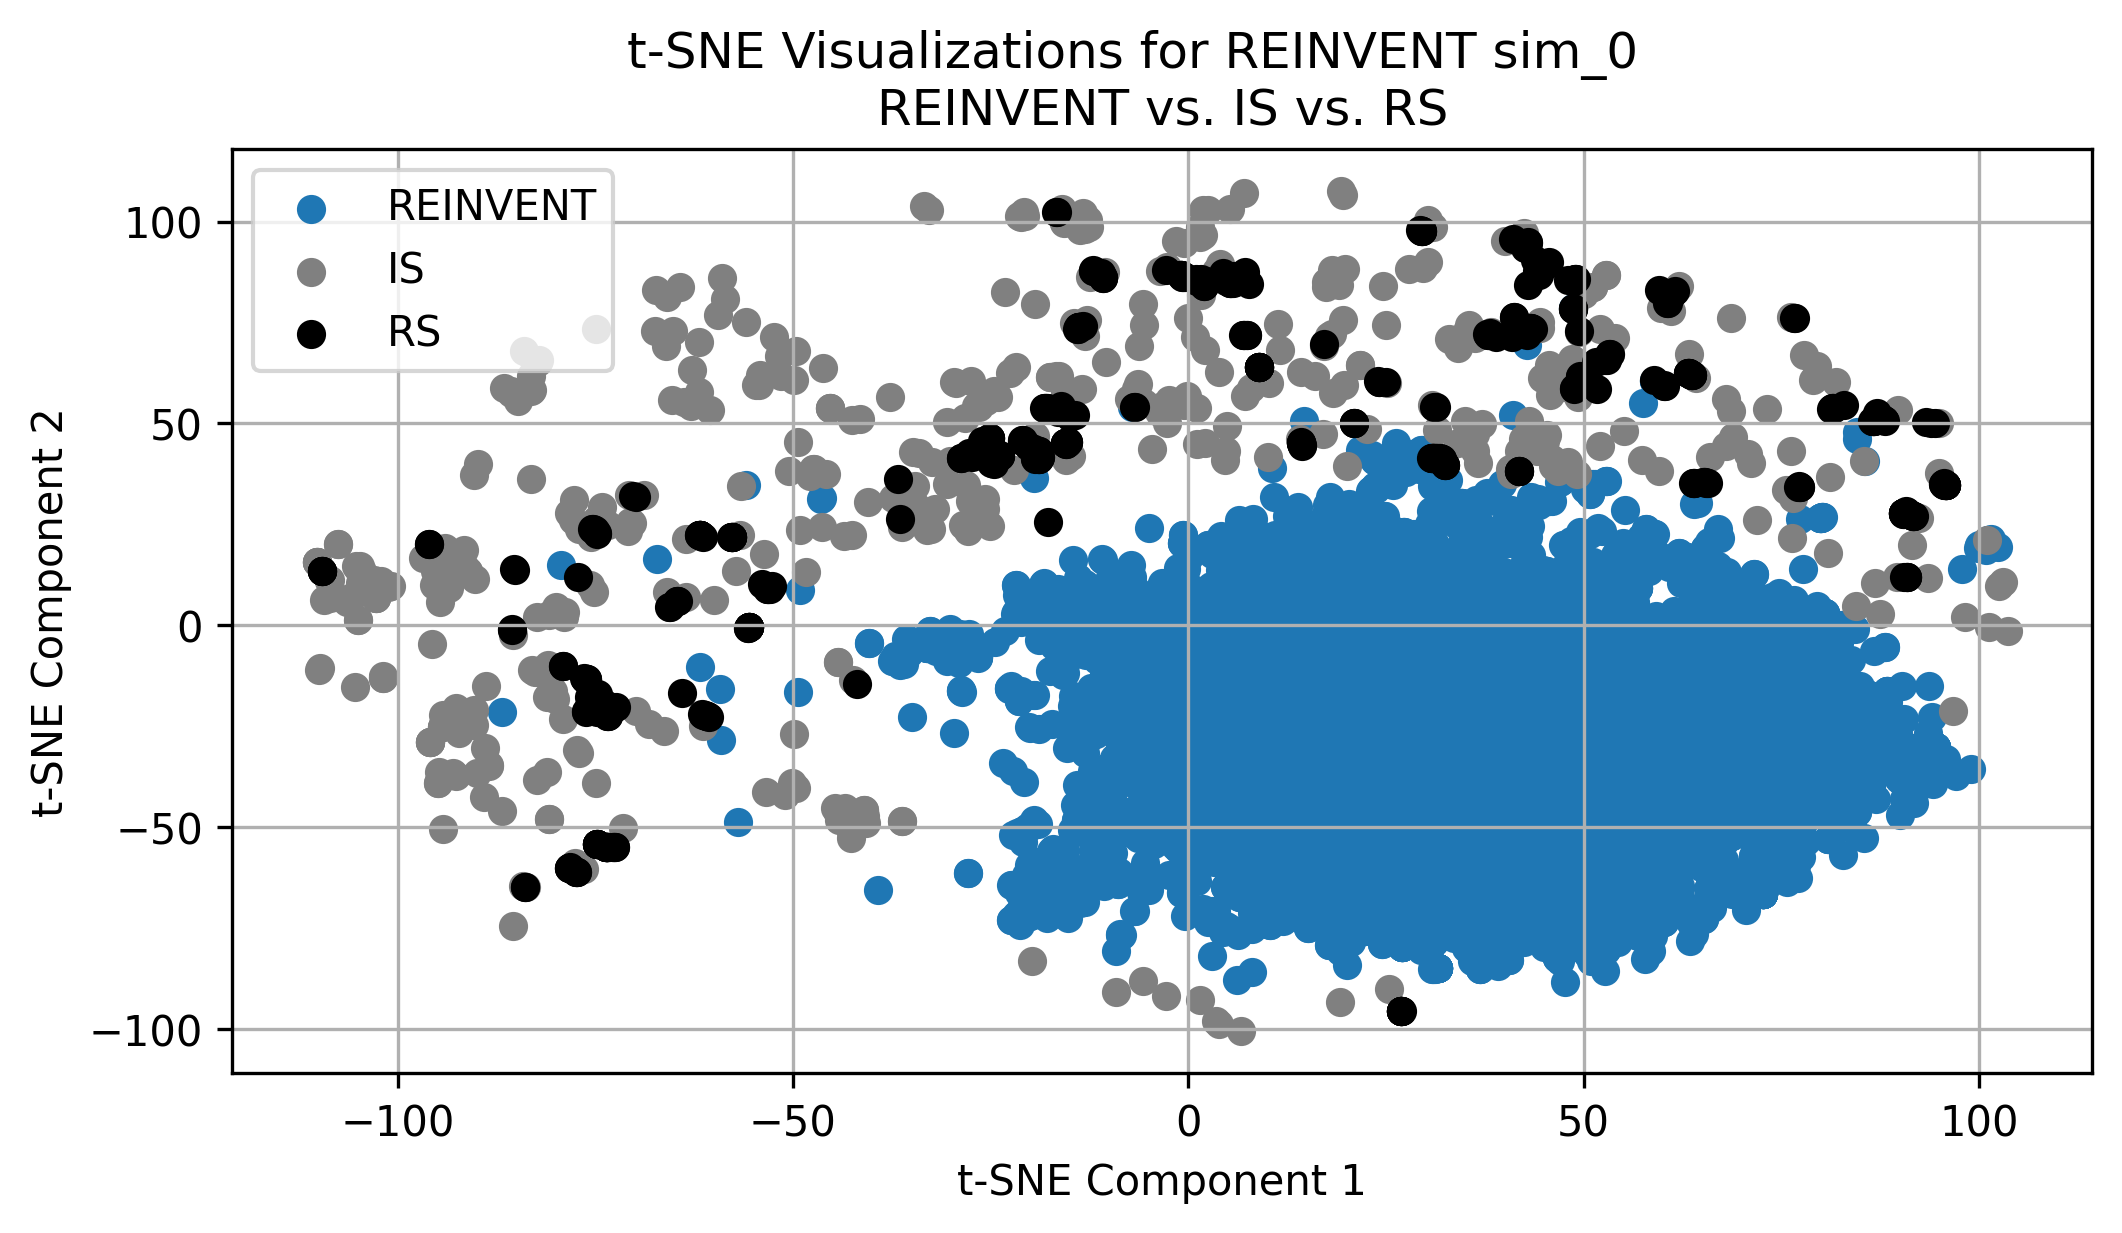 t-SNE Visualizations for REINVENT sim_0
REINVENT vs. IS vs. RS
REINVENT
IS
RS
t-SNE Component 2
100
50
0
−50
−100
−100
−50
0
50
100
t-SNE Component 1